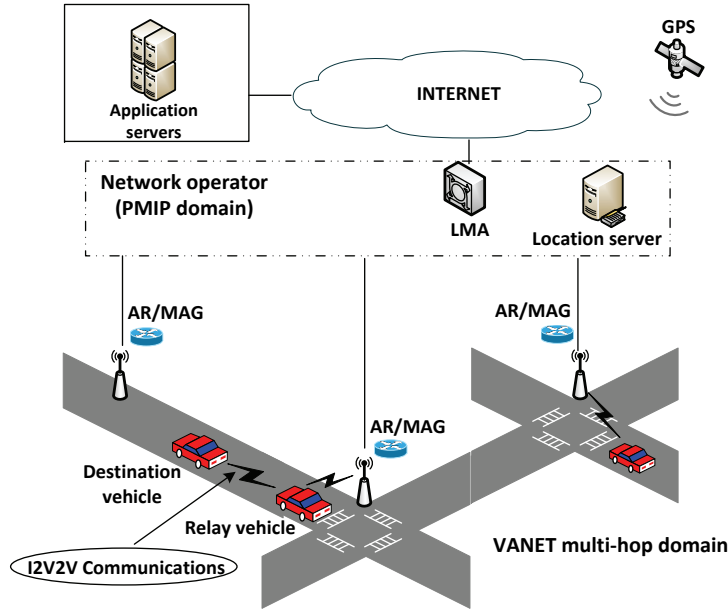 GPS
INTERNET
Application
servers
Network operator
(PMIP domain)
LMA
Location server
AR/MAG
AR/MAG
AR/MAG
Destination
vehicle
Relay vehicle
I2V2V Communications
VANET multi-hop domain